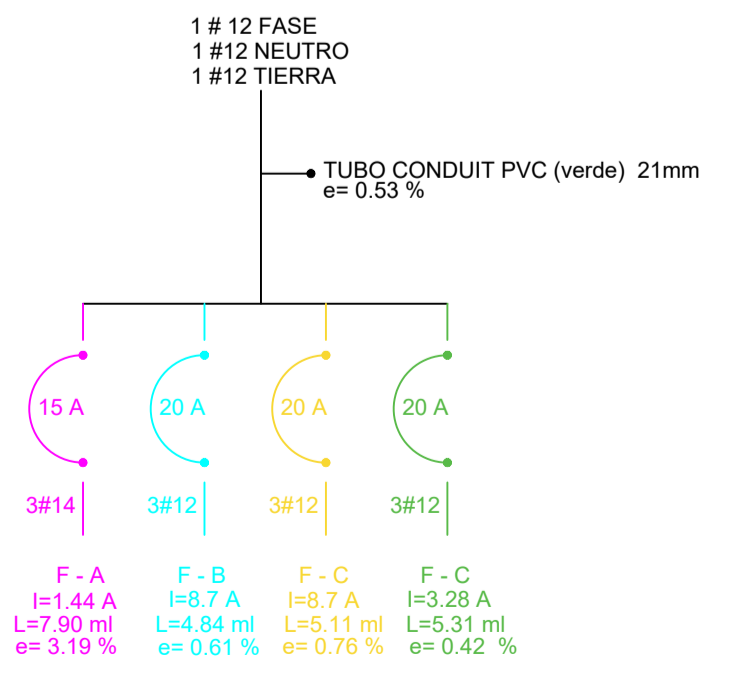 1 # 12 FASE
1 #12 NEUTRO
1 #12 TIERRA
TUBO CONDUIT PVC (verde) 21mm
e= 0.53 %
15 A
20 A
20 A
20 A
3#14
3#12
3#12
3#12
F - A
I=1.44 A
L=7.90 ml
e= 3.19 %
F - B
I=8.7 A
L=4.84 ml
e= 0.61 %
F - C
I=8.7 A
L=5.11 ml
e= 0.76 %
F - C
I=3.28 A
L=5.31 ml
e= 0.42 %